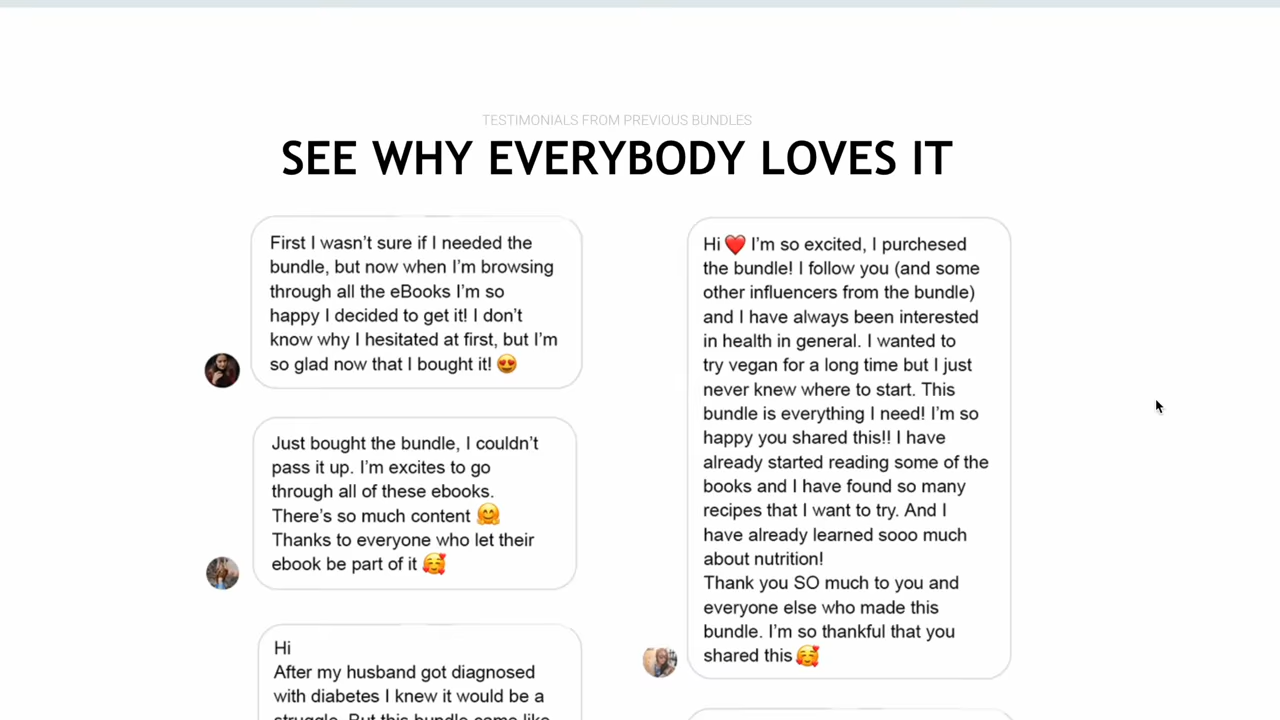 TESTIMONIALS FROM PREVIOUS BUNDLES
SEE WHY EVERYBODY LOVES IT
First I wasn’t sure if I needed the
bundle, but now when I’m browsing
through all the eBooks I’m so
happy I decided to get it! I don’t
know why I hesitated at first, but I’m
so glad now that I bought it! 😍
Just bought the bundle, I couldn’t
pass it up. I’m excites to go
through all of these ebooks.
There’s so much content 🤗
Thanks to everyone who let their
ebook be part of it 🥰
Hi
After my husband got diagnosed
with diabetes I knew it would be a
struggle. But this bundle came like
Hi ❤️ I’m so excited, I purchesed
the bundle! I follow you (and some
other influencers from the bundle)
and I have always been interested
in health in general. I wanted to
try vegan for a long time but I just
never knew where to start. This
bundle is everything I need! I’m so
happy you shared this!! I have
already started reading some of the
books and I have found so many
recipes that I want to try. And I
have already learned sooo much
about nutrition!
Thank you SO much to you and
everyone else who made this
bundle. I’m so thankful that you
shared this 🥰